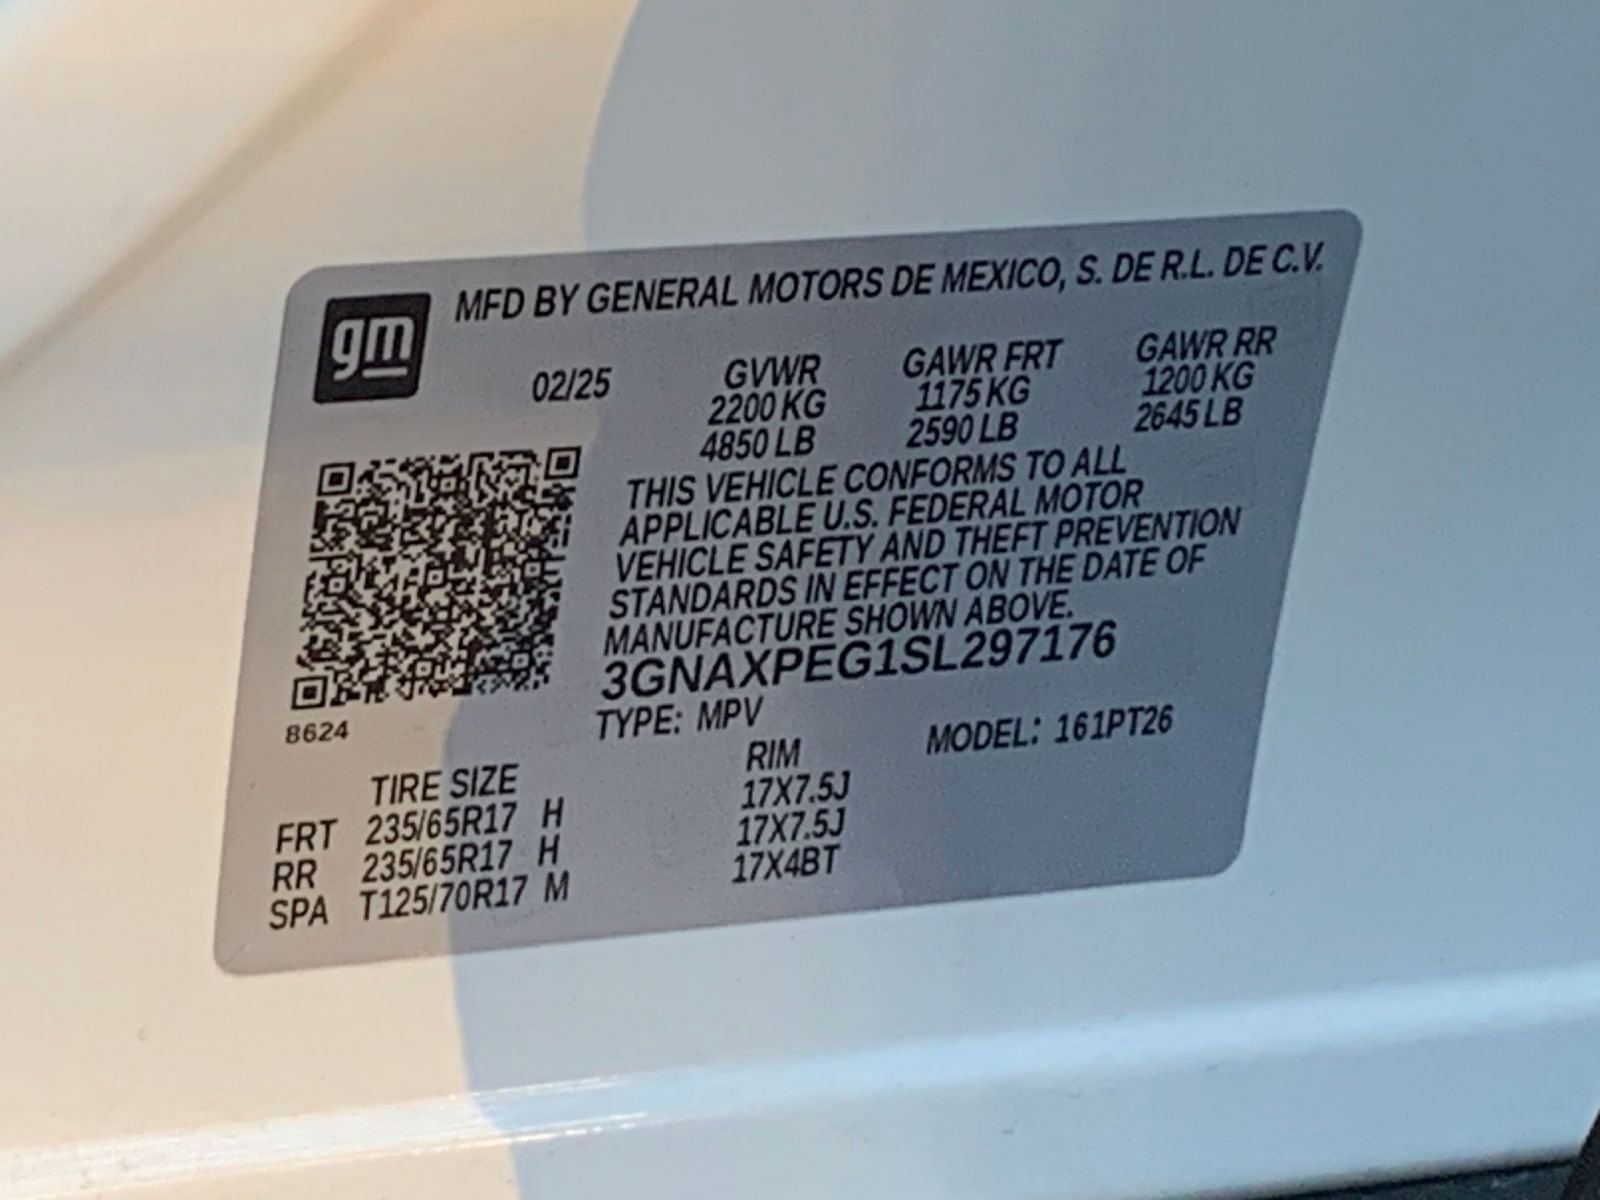 gm
MFD BY GENERAL MOTORS DE MEXICO, S. DE R.L. DE C.V.
02/25 GVWR GAWR FRT GAWR RR
2200 KG 1175 KG 1200 KG
4850 LB 2590 LB 2645 LB
THIS VEHICLE CONFORMS TO ALL
APPLICABLE U.S. FEDERAL MOTOR
VEHICLE SAFETY AND THEFT PREVENTION
STANDARDS IN EFFECT ON THE DATE OF
MANUFACTURE SHOWN ABOVE.
3GNAXPEG1SL297176
8624
TYPE: MPV MODEL: 161PT26
TIRE SIZE RIM
FRT 235/65R17 H 17X7.5J
RR 235/65R17 H 17X7.5J
SPA T125/70R17 M 17X4BT